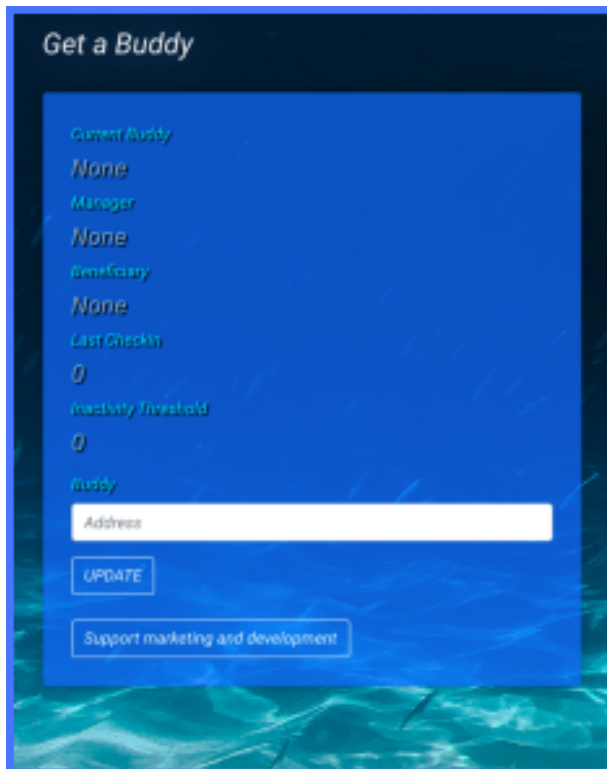 Get a Buddy
Current Buddy
None
Manager
None
Beneficiary
None
Last Checkin
0
Inactivity Threshold
0
Buddy
Address
UPDATE
Support marketing and development